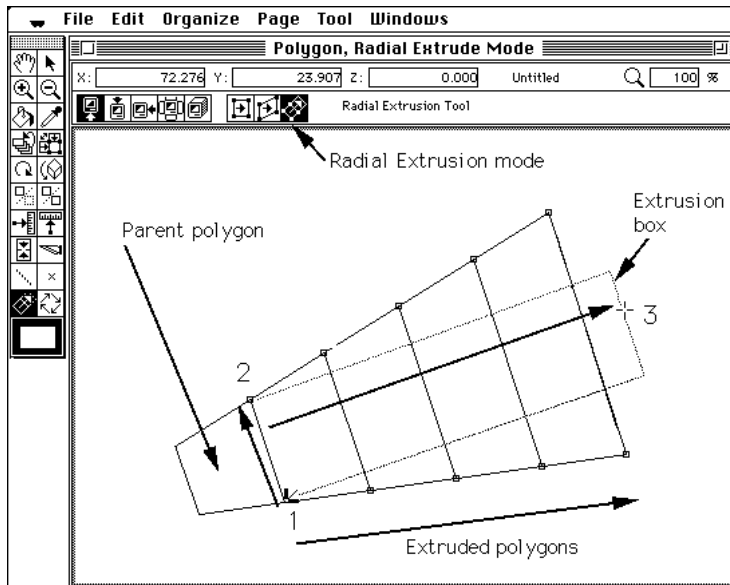 File Edit Organize Page Tool Windows
Polygon, Radial Extrude Mode
X: 72.276 Y: 23.907 Z: 0.000 Untitled 100 %
Radial Extrusion Tool
Radial Extrusion mode
Extrusion
box
Parent polygon
3
2
1
Extruded polygons